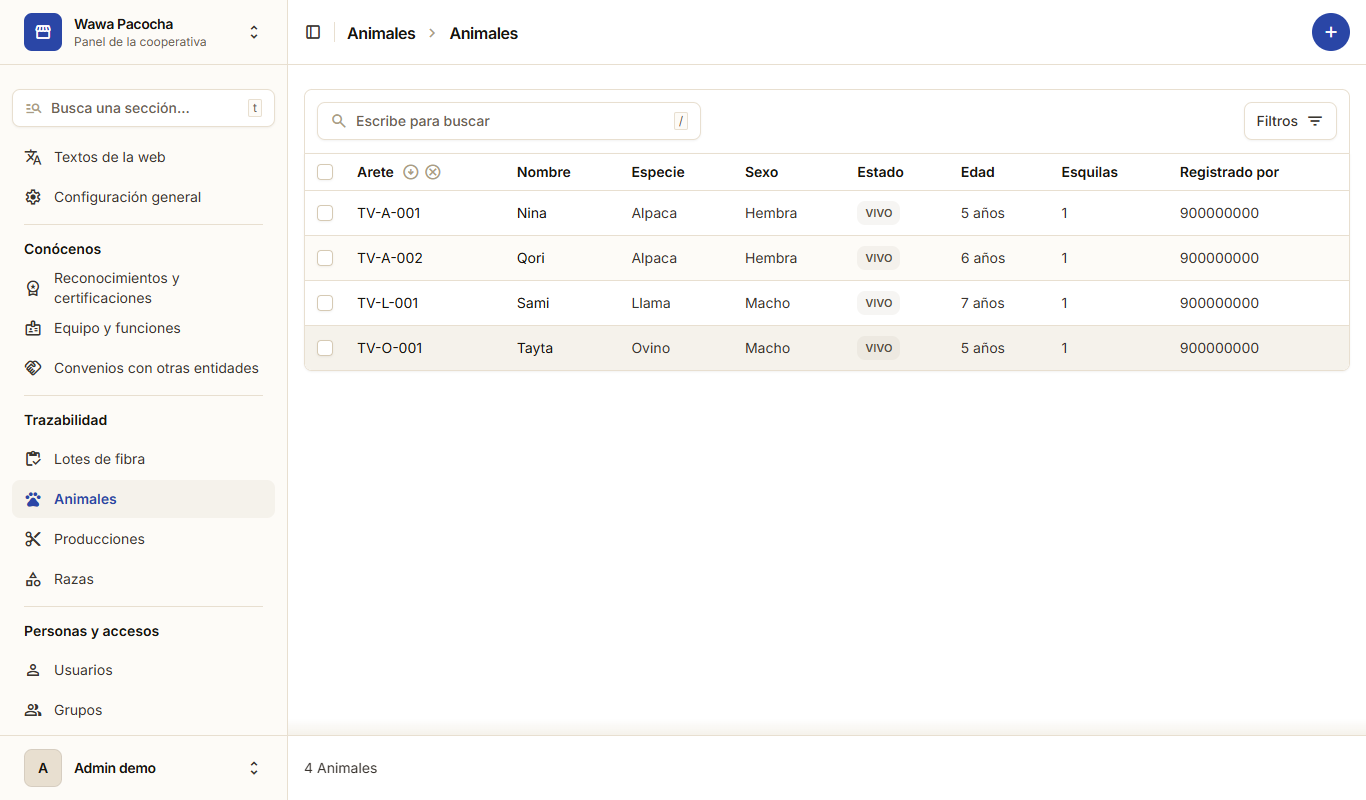 Wawa Pacocha
Panel de la cooperativa
Animales > Animales
+
Busca una sección... t
Textos de la web
Configuración general
Conócenos
Reconocimientos y
certificaciones
Equipo y funciones
Convenios con otras entidades
Trazabilidad
Lotes de fibra
Animales
Producciones
Razas
Personas y accesos
Usuarios
Grupos
A Admin demo
Escribe para buscar /
Filtros
Arete Nombre Especie Sexo Estado Edad Esquilas Registrado por
TV-A-001 Nina Alpaca Hembra VIVO 5 años 1 900000000
TV-A-002 Qori Alpaca Hembra VIVO 6 años 1 900000000
TV-L-001 Sami Llama Macho VIVO 7 años 1 900000000
TV-O-001 Tayta Ovino Macho VIVO 5 años 1 900000000
4 Animales